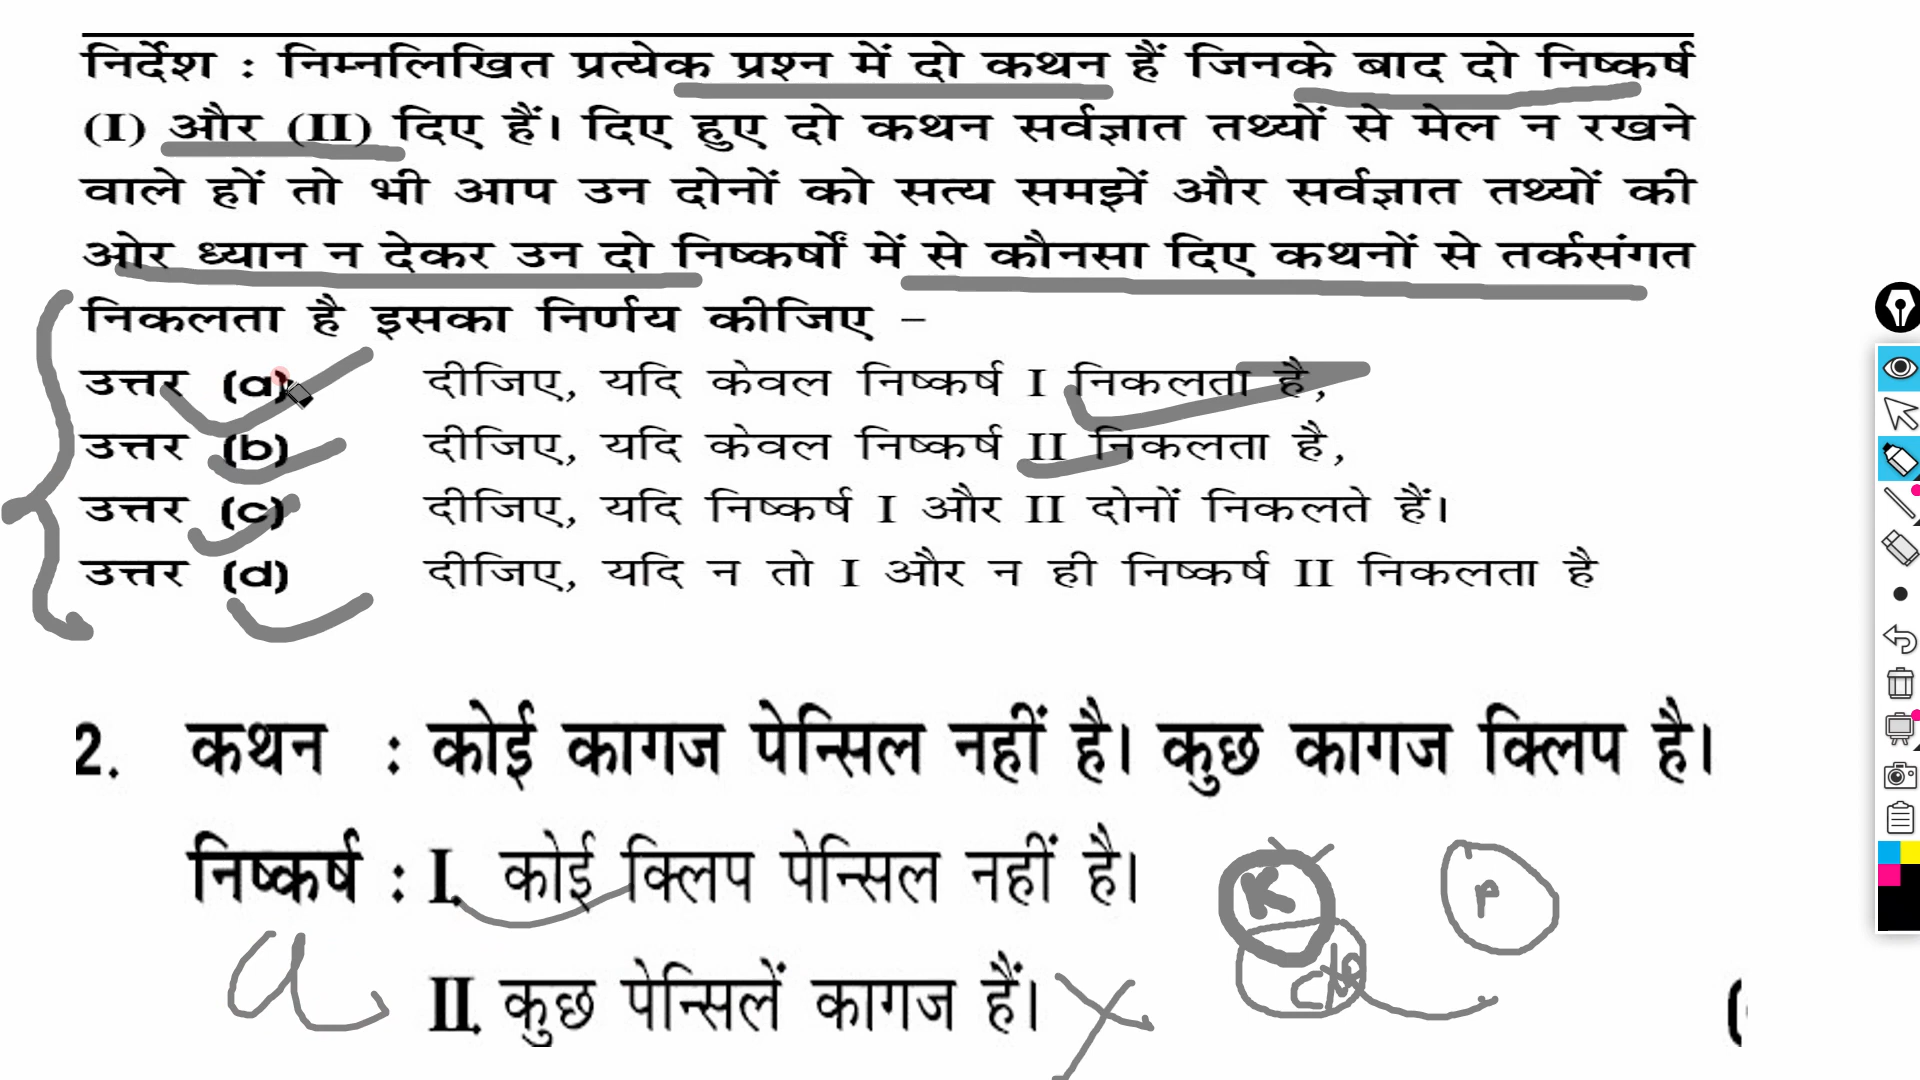 निर्देश : निम्नलिखित प्रत्येक प्रश्न में दो कथन हैं जिनके बाद दो निष्कर्ष
(I) और (II) दिए हैं। दिए हुए दो कथन सर्वज्ञात तथ्यों से मेल न रखने
वाले हों तो भी आप उन दोनों को सत्य समझें और सर्वज्ञात तथ्यों की
ओर ध्यान न देकर उन दो निष्कर्षों में से कौनसा दिए कथनों से तर्कसंगत
निकलता है इसका निर्णय कीजिए –
उत्तर (a) दीजिए, यदि केवल निष्कर्ष I निकलता है,
उत्तर (b) दीजिए, यदि केवल निष्कर्ष II निकलता है,
उत्तर (c) दीजिए, यदि निष्कर्ष I और II दोनों निकलते हैं।
उत्तर (d) दीजिए, यदि न तो I और न ही निष्कर्ष II निकलता है
2. कथन : कोई कागज पेन्सिल नहीं है। कुछ कागज क्लिप है।
निष्कर्ष : I. कोई क्लिप पेन्सिल नहीं है।
K P
a II. कुछ पेन्सिलें कागज हैं।